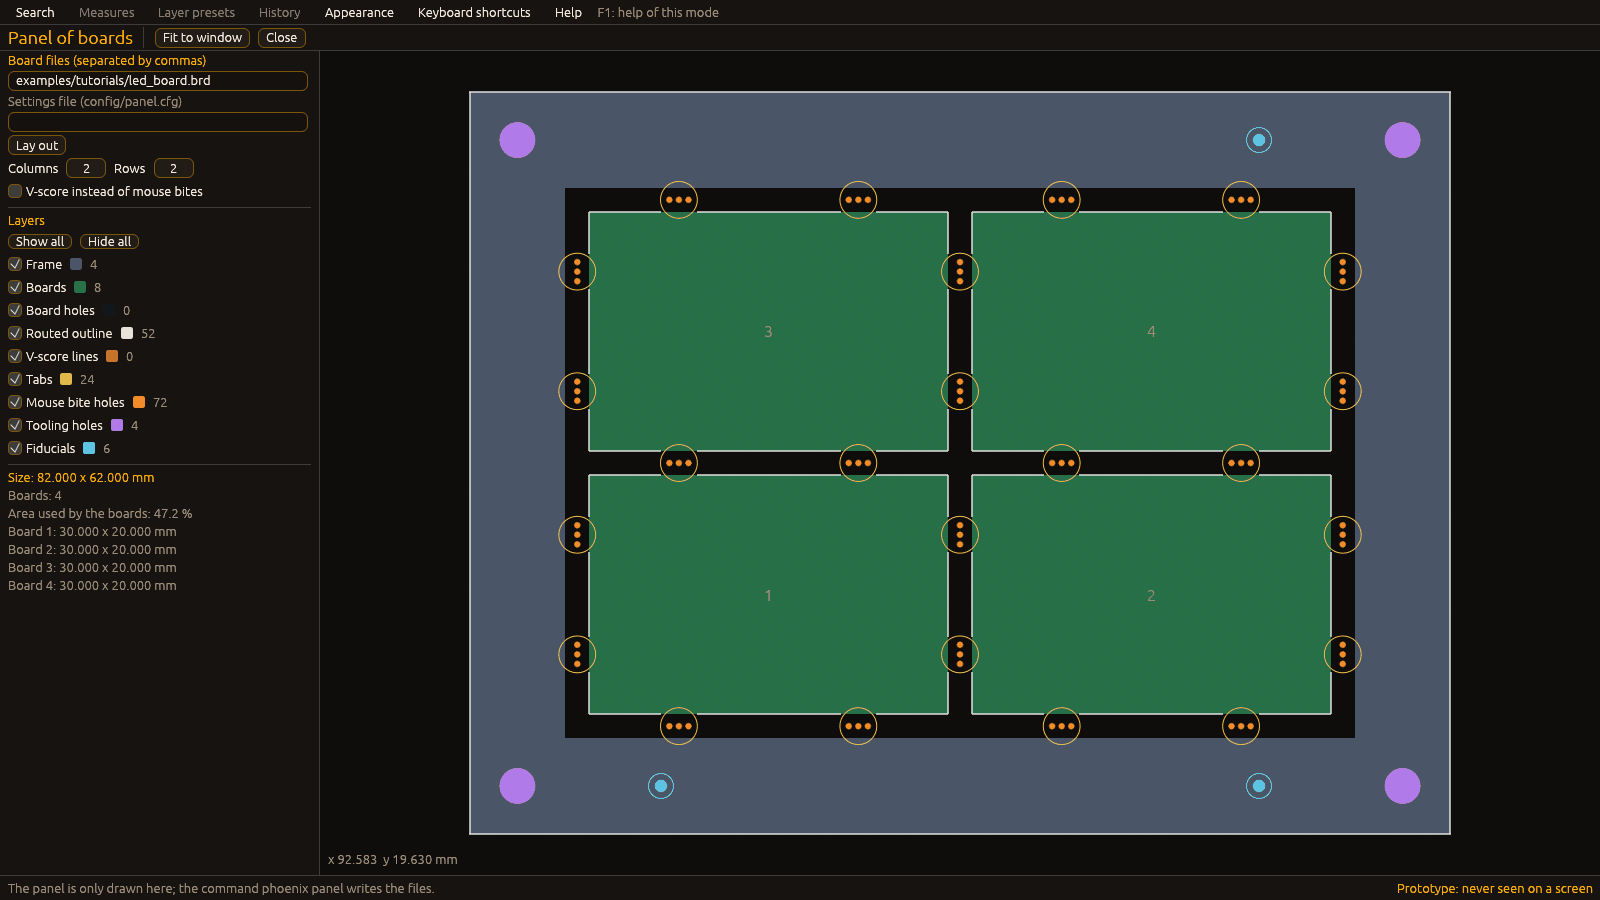 Search Measures Layer presets History Appearance Keyboard shortcuts Help F1: help of this mode
Panel of boards Fit to window Close
Board files (separated by commas)
examples/tutorials/led_board.brd
Settings file (config/panel.cfg)
Lay out
Columns 2 Rows 2
V-score instead of mouse bites
Layers
Show all Hide all
Frame 4
Boards 8
Board holes 0
Routed outline 52
V-score lines 0
Tabs 24
Mouse bite holes 72
Tooling holes 4
Fiducials 6
Size: 82.000 x 62.000 mm
Boards: 4
Area used by the boards: 47.2 %
Board 1: 30.000 x 20.000 mm
Board 2: 30.000 x 20.000 mm
Board 3: 30.000 x 20.000 mm
Board 4: 30.000 x 20.000 mm
3 4
1 2
x 92.583 y 19.630 mm
The panel is only drawn here; the command phoenix panel writes the files.
Prototype: never seen on a screen